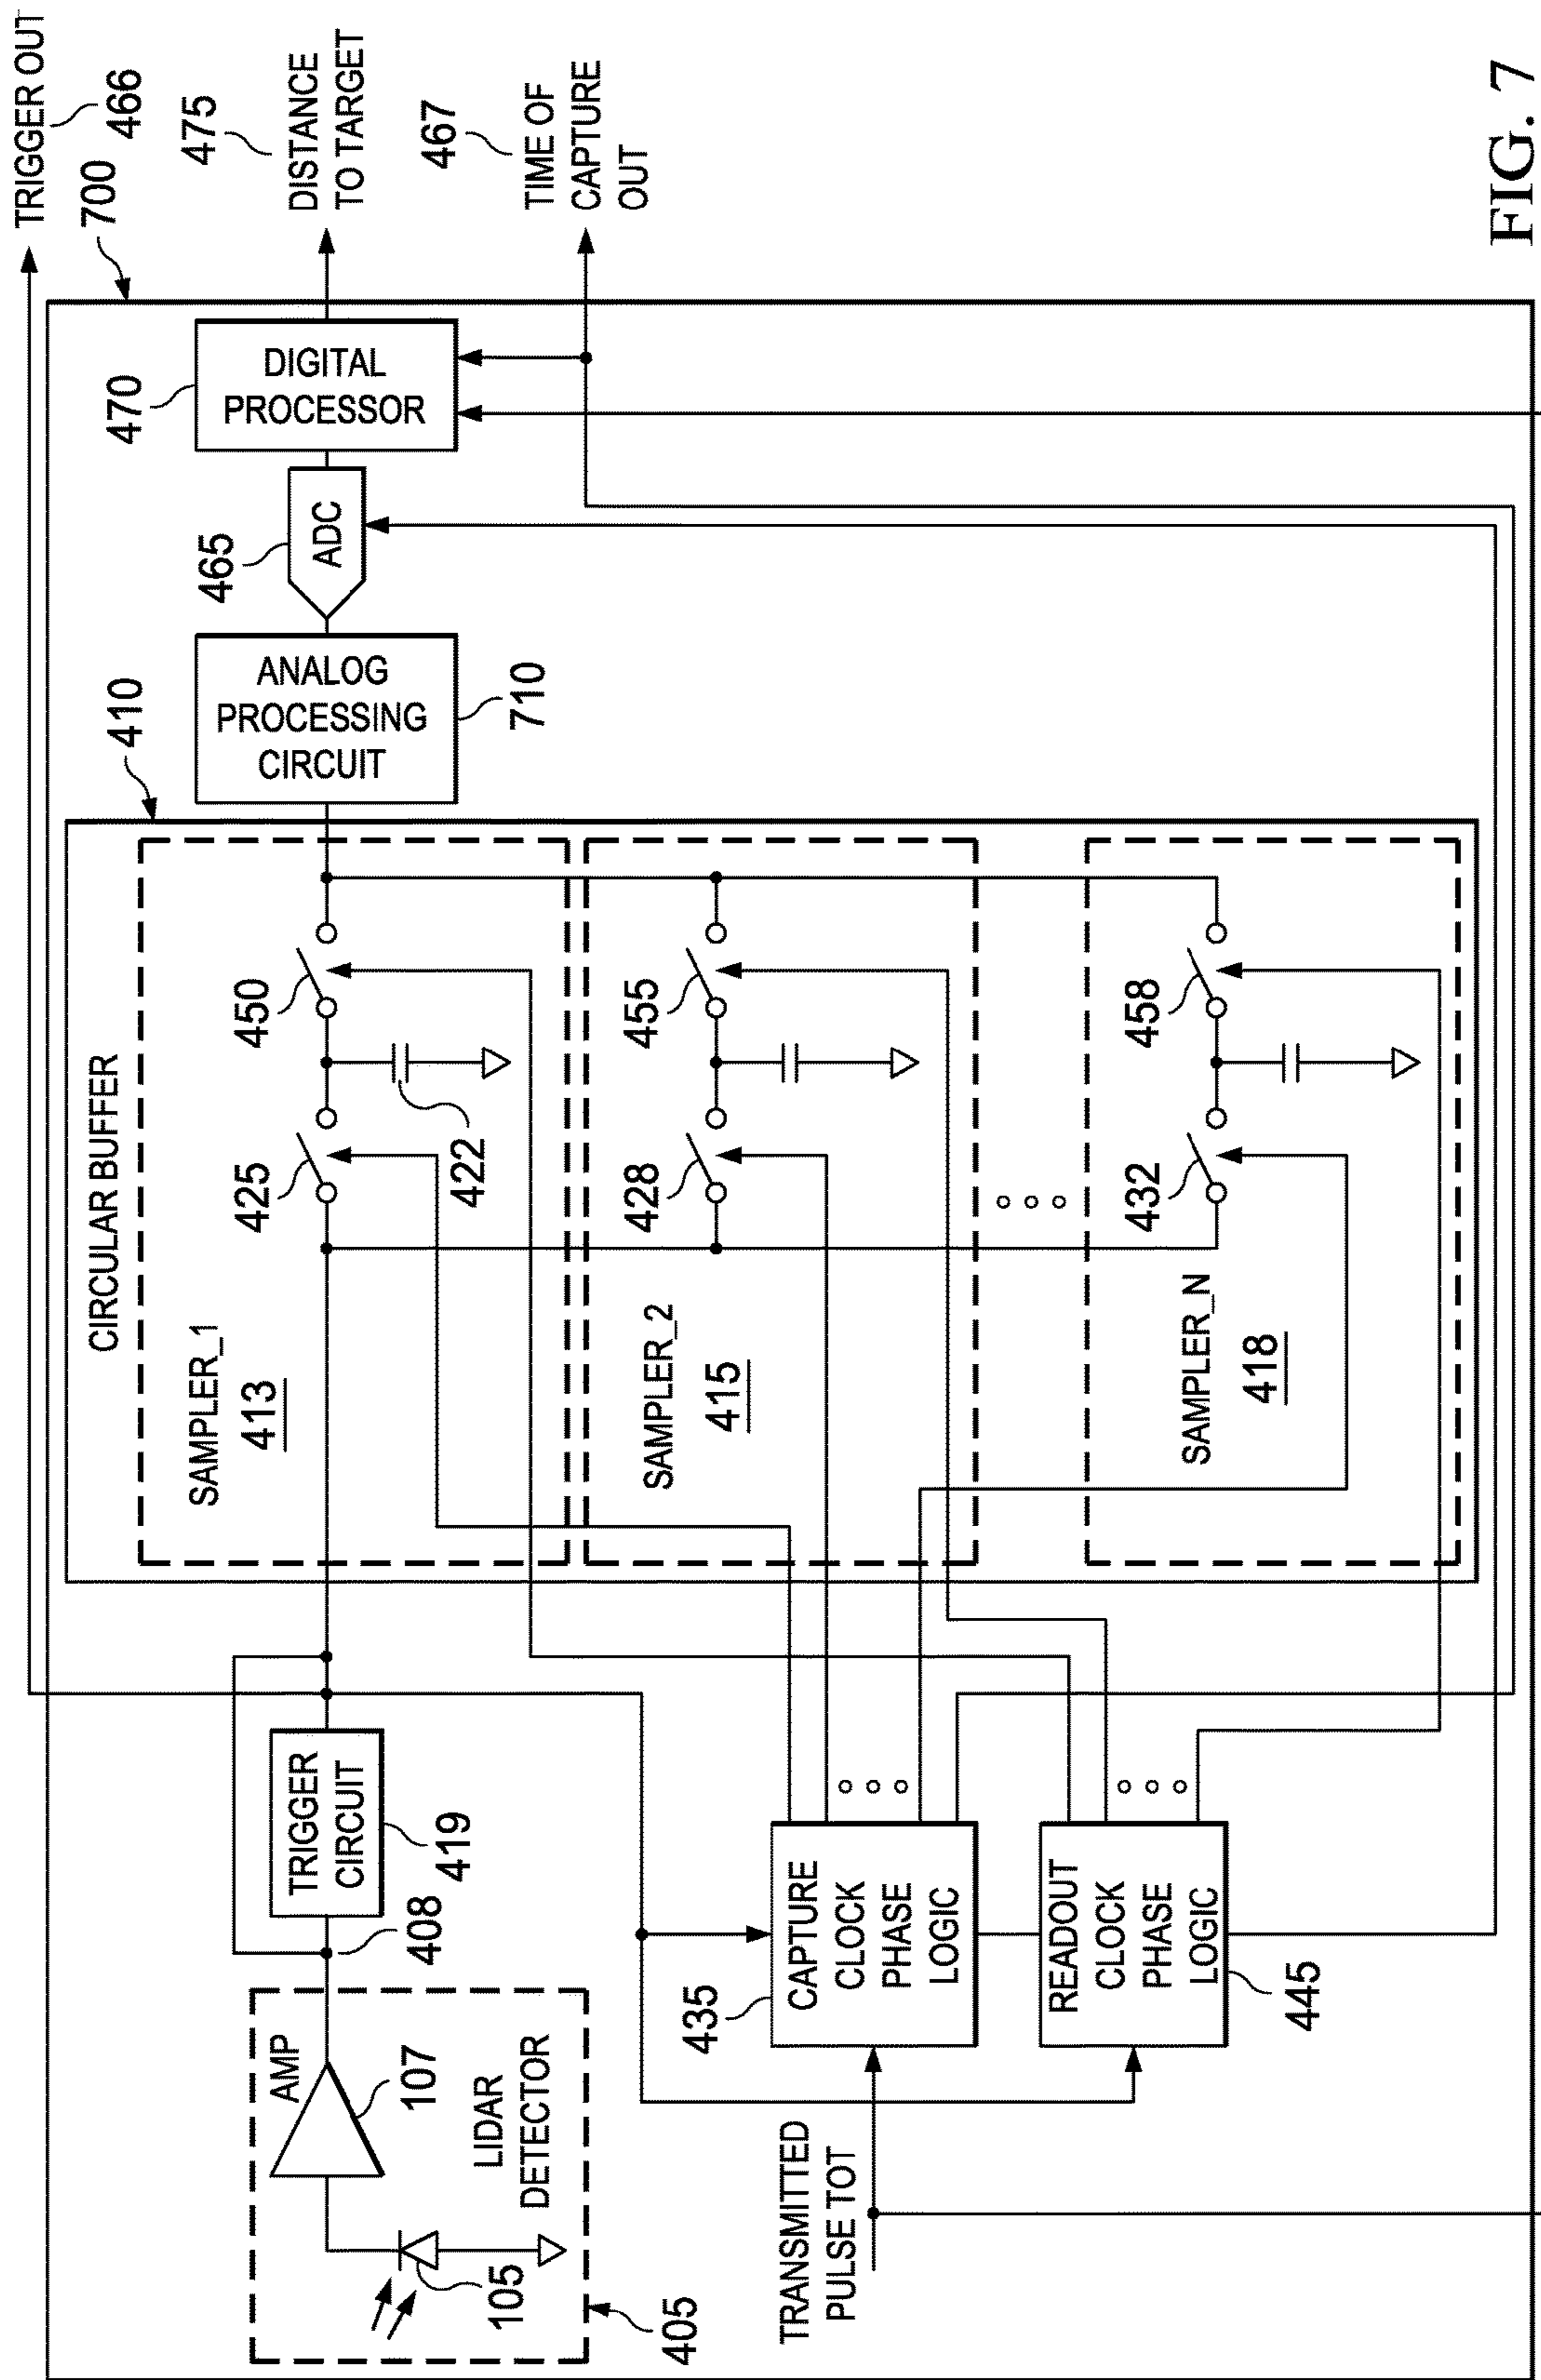 TRIGGER OUT
466
700
475
DISTANCE
TO TARGET
467
TIME OF
CAPTURE
OUT
470
DIGITAL
PROCESSOR
465
ADC
ANALOG
PROCESSING
CIRCUIT
710
410
CIRCULAR BUFFER
SAMPLER_1
413
425
450
422
SAMPLER_2
415
428
455
SAMPLER_N
418
432
458
TRIGGER
CIRCUIT
419
408
AMP
107
LIDAR
DETECTOR
105
405
435
CAPTURE
CLOCK
PHASE
LOGIC
READOUT
CLOCK
PHASE
LOGIC
445
TRANSMITTED
PULSE TOT
FIG. 7